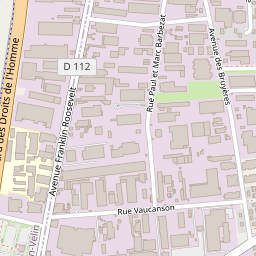 D 112
Avenue Franklin Roosevelt
Rue Paul et Marc Barbezat
Avenue des Bruyères
des Droits de l'Homme
Rue Vaucanson